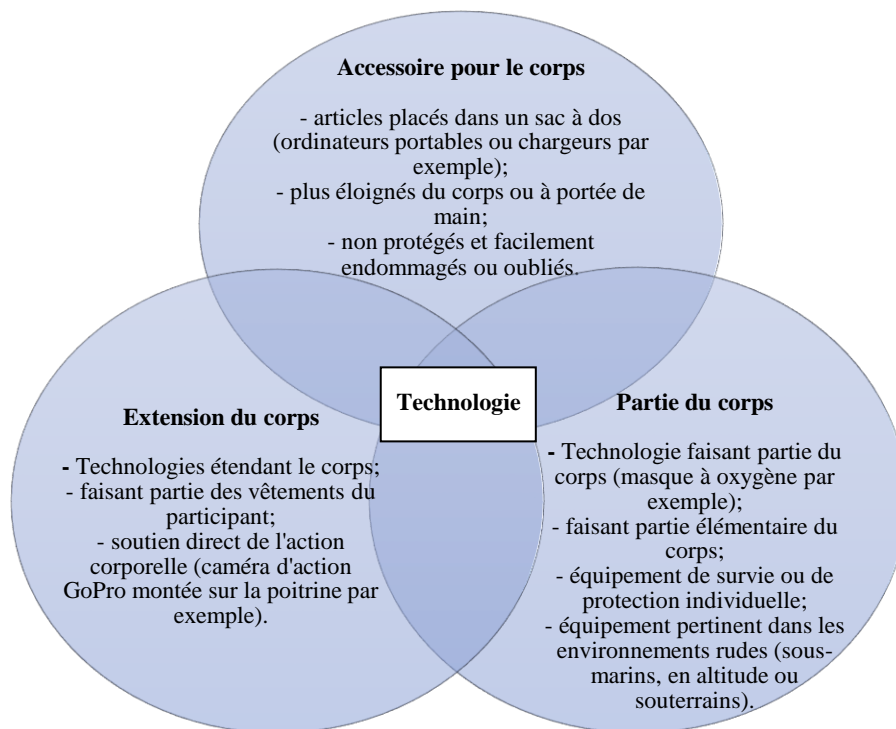 Accessoire pour le corps
- articles placés dans un sac à dos
(ordinateurs portables ou chargeurs par
exemple);
- plus éloignés du corps ou à portée de
main;
- non protégés et facilement
endommagés ou oubliés.
Technologie
Extension du corps
- Technologies étendant le corps;
- faisant partie des vêtements du
participant;
- soutien direct de l'action
corporelle (caméra d'action
GoPro montée sur la poitrine par
exemple).
Partie du corps
- Technologie faisant partie du
corps (masque à oxygène par
exemple);
- faisant partie élémentaire du
corps;
- équipement de survie ou de
protection individuelle;
- équipement pertinent dans les
environnements rudes (sous-
marins, en altitude ou
souterrains).